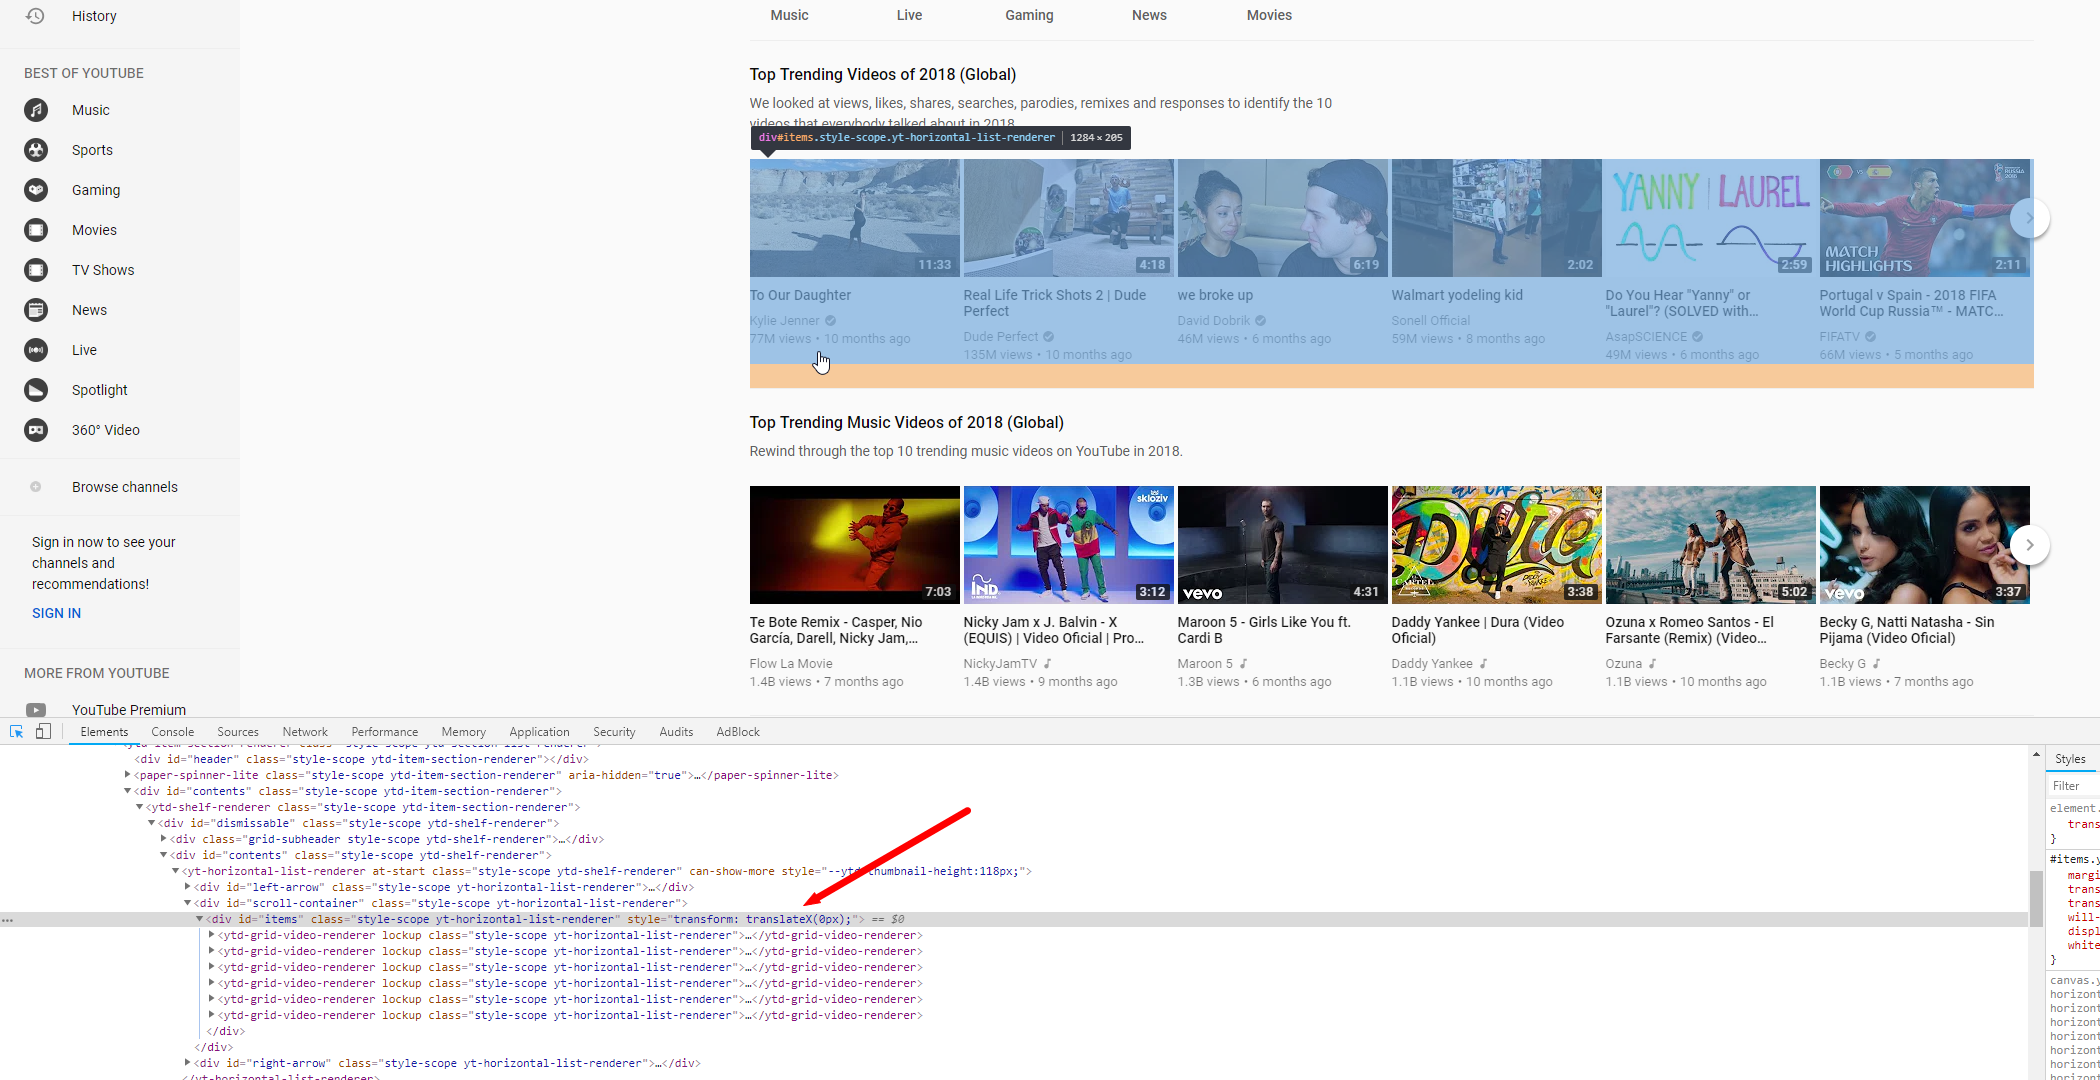 History
BEST OF YOUTUBE
Music
Sports
Gaming
Movies
TV Shows
News
Live
Spotlight
360° Video
Browse channels
Sign in now to see your
channels and
recommendations!
SIGN IN
MORE FROM YOUTUBE
YouTube Premium
Music Live Gaming News Movies
Top Trending Videos of 2018 (Global)
We looked at views, likes, shares, searches, parodies, remixes and responses to identify the 10
videos that everybody talked about in 2018.
div#items.style-scope.yt-horizontal-list-renderer 1284 × 205
YANNY LAUREL
VS
RUSSIA
MATCH
HIGHLIGHTS
11:33 4:18 6:19 2:02 2:59 2:11
To Our Daughter
Kylie Jenner
77M views • 10 months ago
Real Life Trick Shots 2 | Dude
Perfect
Dude Perfect
135M views • 10 months ago
we broke up
David Dobrik
46M views • 6 months ago
Walmart yodeling kid
Sonell Official
59M views • 8 months ago
Do You Hear "Yanny" or
"Laurel"? (SOLVED with...
AsapSCIENCE
49M views • 6 months ago
Portugal v Spain - 2018 FIFA
World Cup Russia™ - MATC...
FIFATV
66M views • 5 months ago
Top Trending Music Videos of 2018 (Global)
Rewind through the top 10 trending music videos on YouTube in 2018.
skloziv
IND
vevo
Dura
CARTEL
vevo
7:03 3:12 4:31 3:38 5:02 3:37
Te Bote Remix - Casper, Nio
García, Darell, Nicky Jam,...
Flow La Movie
1.4B views • 7 months ago
Nicky Jam x J. Balvin - X
(EQUIS) | Video Oficial | Pro...
NickyJamTV
1.4B views • 9 months ago
Maroon 5 - Girls Like You ft.
Cardi B
Maroon 5
1.3B views • 6 months ago
Daddy Yankee | Dura (Video
Oficial)
Daddy Yankee
1.1B views • 10 months ago
Ozuna x Romeo Santos - El
Farsante (Remix) (Video...
Ozuna
1.1B views • 10 months ago
Becky G, Natti Natasha - Sin
Pijama (Video Oficial)
Becky G
1.1B views • 7 months ago
Elements Console Sources Network Performance Memory Application Security Audits AdBlock
<ytd-item-section-renderer class="style-scope ytd-section-list-renderer">
<div id="header" class="style-scope ytd-item-section-renderer"></div>
<paper-spinner-lite class="style-scope ytd-item-section-renderer" aria-hidden="true">…</paper-spinner-lite>
<div id="contents" class="style-scope ytd-item-section-renderer">
<ytd-shelf-renderer class="style-scope ytd-item-section-renderer">
<div id="dismissable" class="style-scope ytd-shelf-renderer">
<div class="grid-subheader style-scope ytd-shelf-renderer">…</div>
<div id="contents" class="style-scope ytd-shelf-renderer">
<yt-horizontal-list-renderer at-start class="style-scope ytd-shelf-renderer" can-show-more style="--ytd-thumbnail-height:118px;">
<div id="left-arrow" class="style-scope yt-horizontal-list-renderer">…</div>
<div id="scroll-container" class="style-scope yt-horizontal-list-renderer">
<div id="items" class="style-scope yt-horizontal-list-renderer" style="transform: translateX(0px);"> == $0
<ytd-grid-video-renderer lockup class="style-scope yt-horizontal-list-renderer">…</ytd-grid-video-renderer>
<ytd-grid-video-renderer lockup class="style-scope yt-horizontal-list-renderer">…</ytd-grid-video-renderer>
<ytd-grid-video-renderer lockup class="style-scope yt-horizontal-list-renderer">…</ytd-grid-video-renderer>
<ytd-grid-video-renderer lockup class="style-scope yt-horizontal-list-renderer">…</ytd-grid-video-renderer>
<ytd-grid-video-renderer lockup class="style-scope yt-horizontal-list-renderer">…</ytd-grid-video-renderer>
<ytd-grid-video-renderer lockup class="style-scope yt-horizontal-list-renderer">…</ytd-grid-video-renderer>
</div>
</div>
<div id="right-arrow" class="style-scope yt-horizontal-list-renderer">…</div>
</yt-horizontal-list-renderer>
Styles
Filter
element.
trans
}
#items.y
margi
trans
trans
will-
displ
white
}
canvas.y
horizont
horizont
horizont
horizont
horizont
horizont
horizont